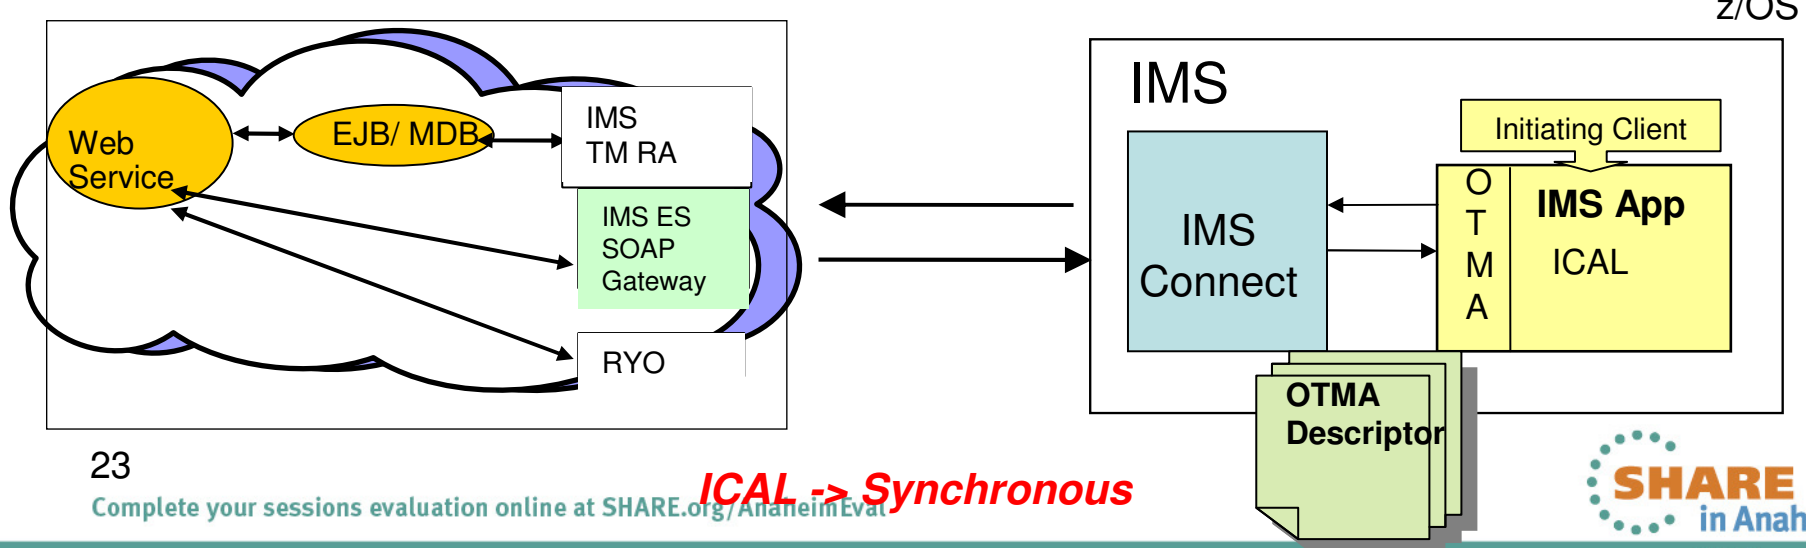 z/OS
Web
Service
EJB/ MDB
IMS
TM RA
IMS ES
SOAP
Gateway
RYO
IMS
IMS
Connect
Initiating Client
O
T
M
A
IMS App
ICAL
OTMA
Descriptor
23
ICAL -> Synchronous
Complete your sessions evaluation online at SHARE.org/AnaheimEval
SHARE
in Anah